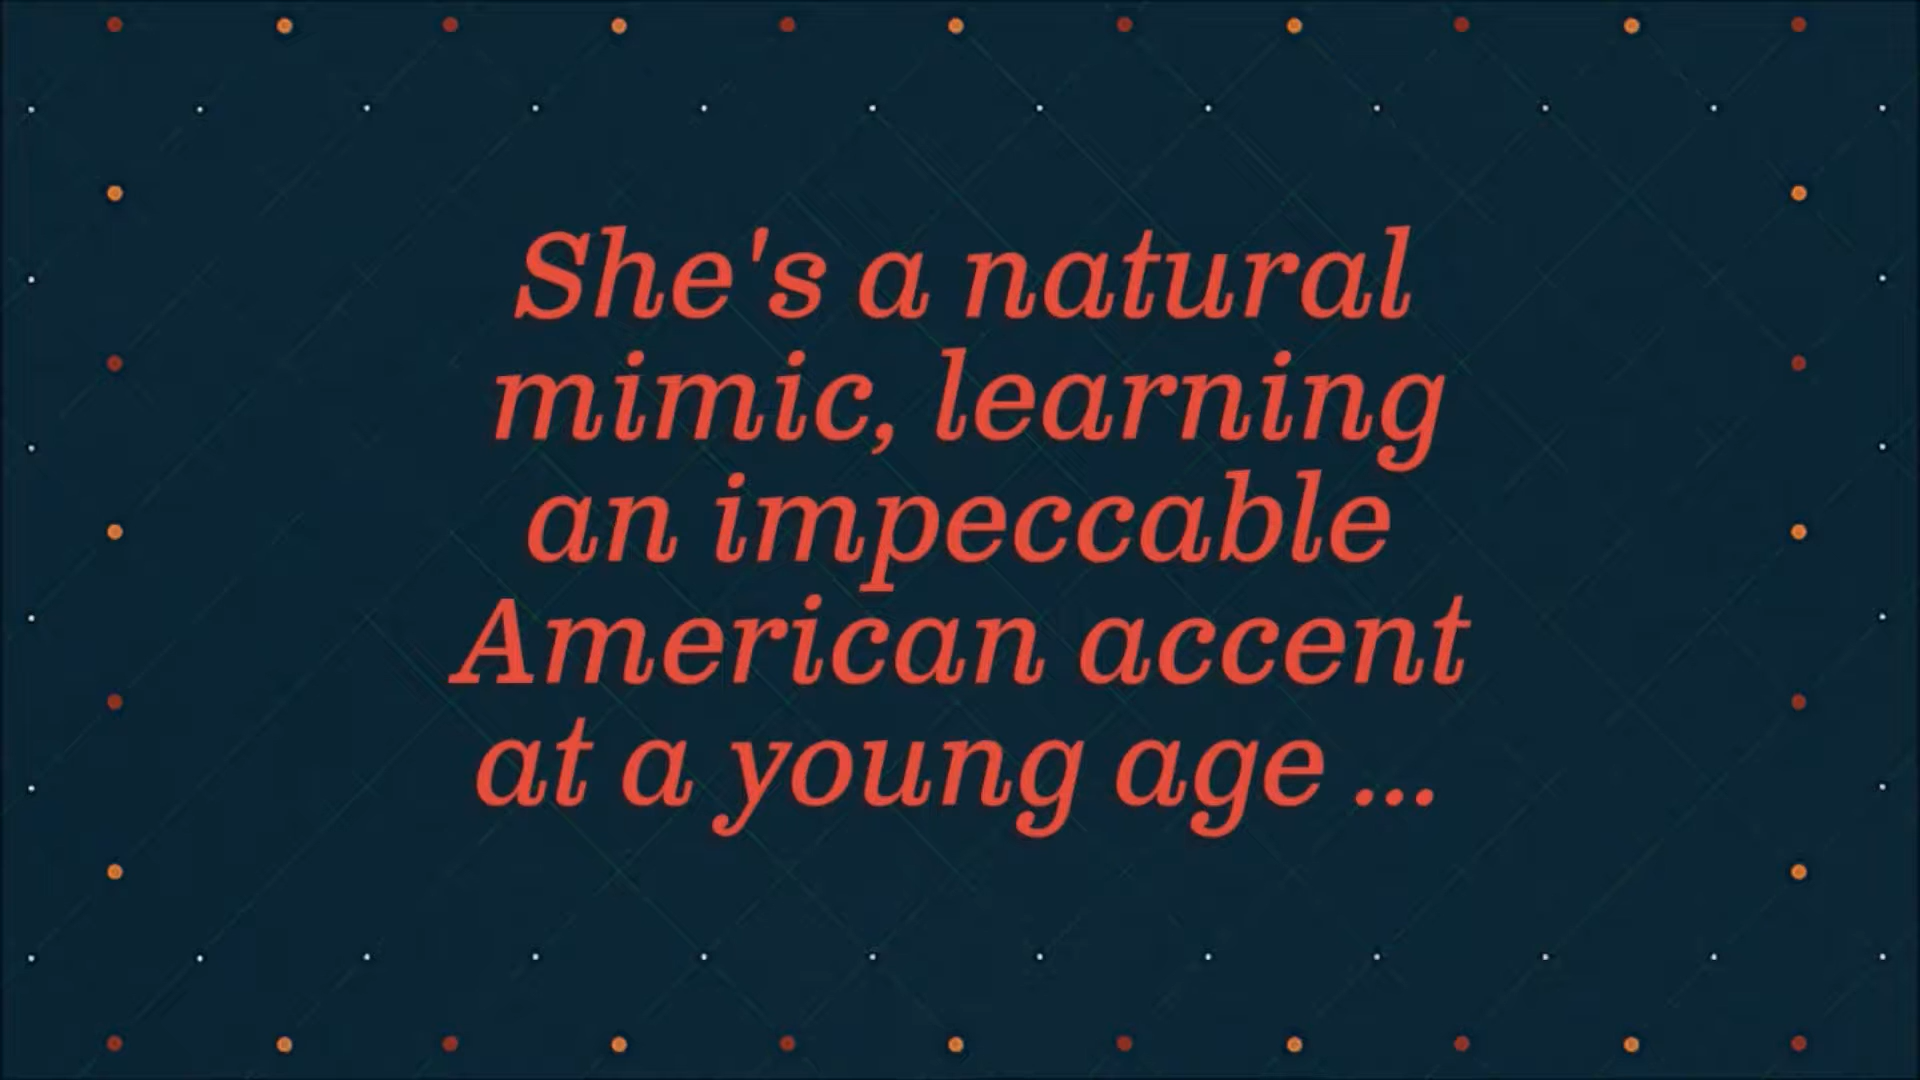 She's a natural
mimic, learning
an impeccable
American accent
at a young age ...